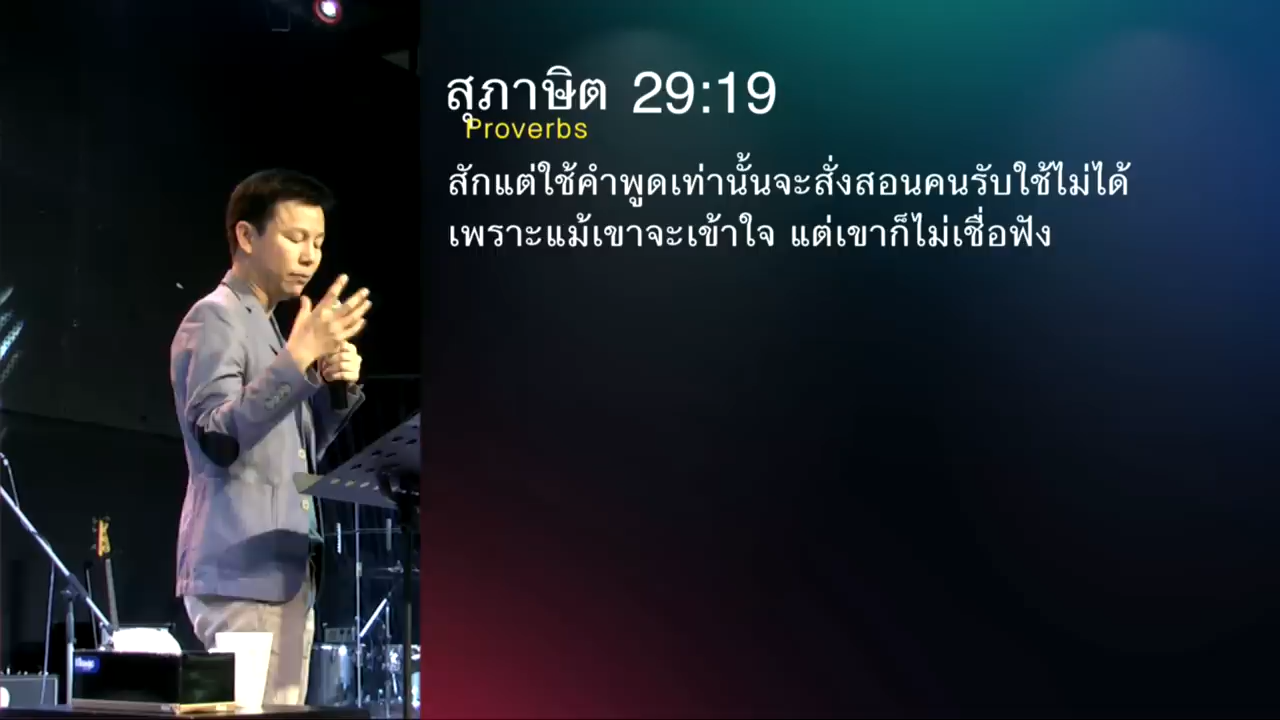 สุภาษิต 29:19
Proverbs
สักแต่ใช้คำพูดเท่านั้นจะสั่งสอนคนรับใช้ไม่ได้
เพราะแม้เขาจะเข้าใจ แต่เขาก็ไม่เชื่อฟัง